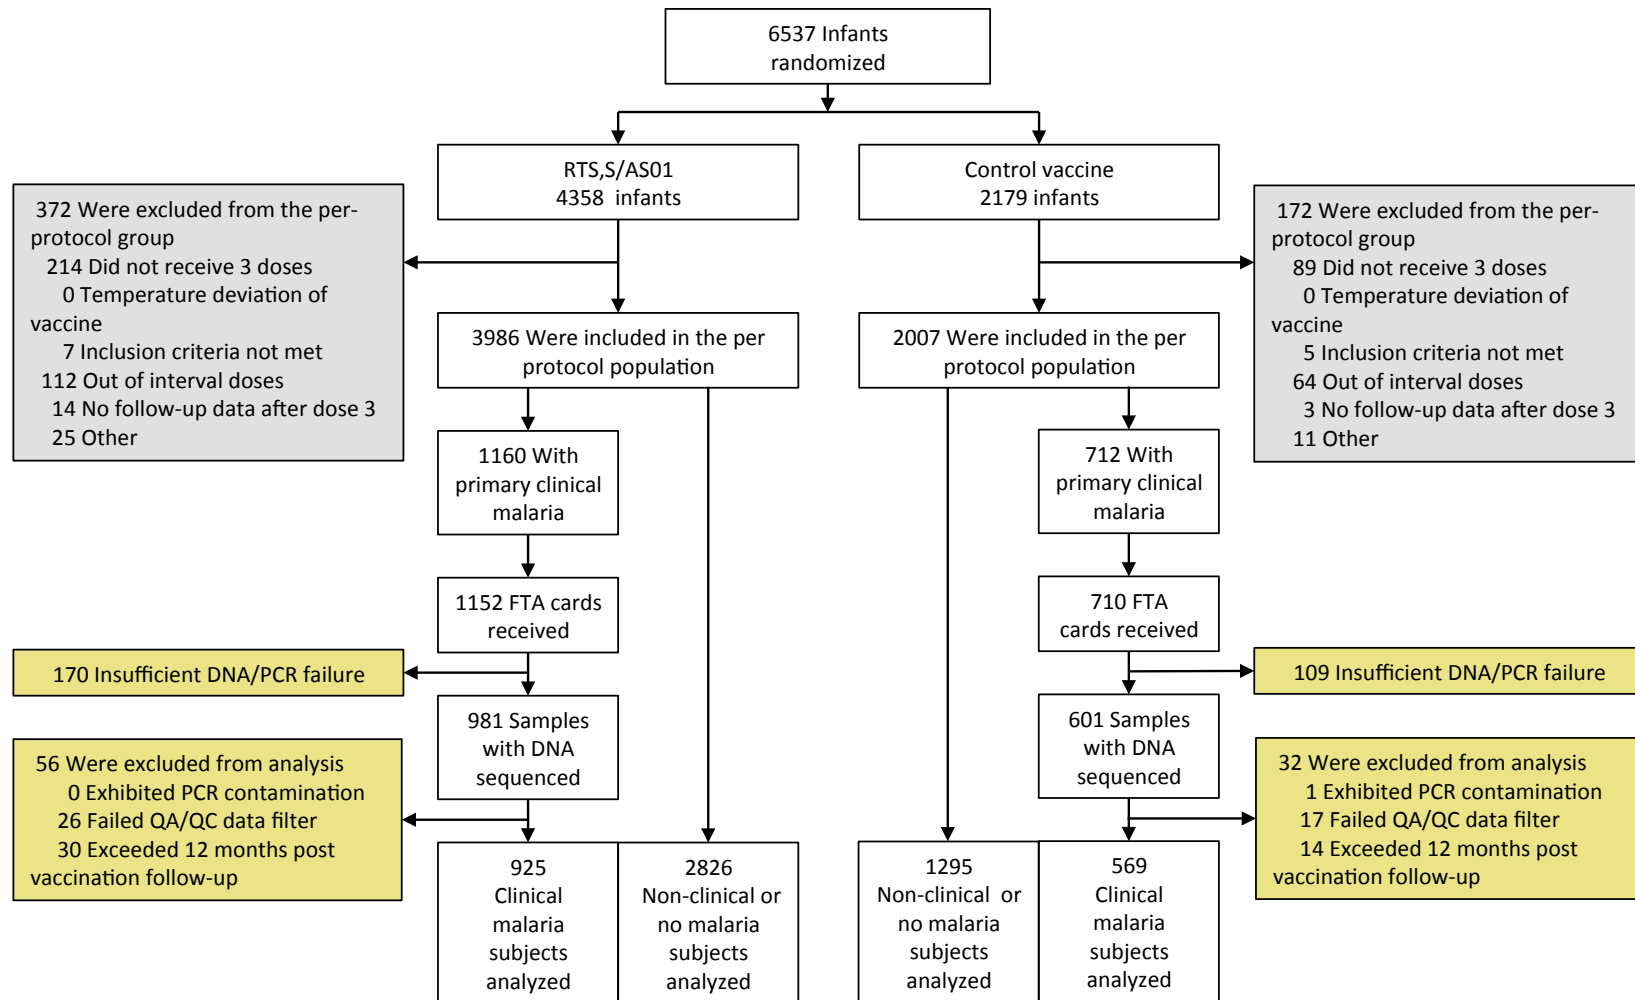 6537 Infants
randomized
RTS,S/AS01
4358 infants
Control vaccine
2179 infants
372 Were excluded from the per-
protocol group
214 Did not receive 3 doses
0 Temperature deviation of
vaccine
7 Inclusion criteria not met
112 Out of interval doses
14 No follow-up data after dose 3
25 Other
172 Were excluded from the per-
protocol group
89 Did not receive 3 doses
0 Temperature deviation of
vaccine
5 Inclusion criteria not met
64 Out of interval doses
3 No follow-up data after dose 3
11 Other
3986 Were included in the per
protocol population
2007 Were included in the per
protocol population
1160 With
primary clinical
malaria
712 With
primary clinical
malaria
1152 FTA cards
received
710 FTA
cards received
170 Insufficient DNA/PCR failure
109 Insufficient DNA/PCR failure
981 Samples
with DNA
sequenced
601 Samples
with DNA
sequenced
56 Were excluded from analysis
0 Exhibited PCR contamination
26 Failed QA/QC data filter
30 Exceeded 12 months post
vaccination follow-up
32 Were excluded from analysis
1 Exhibited PCR contamination
17 Failed QA/QC data filter
14 Exceeded 12 months post
vaccination follow-up
925
Clinical
malaria
subjects
analyzed
2826
Non-clinical or
no malaria
subjects
analyzed
1295
Non-clinical or
no malaria
subjects
analyzed
569
Clinical
malaria
subjects
analyzed